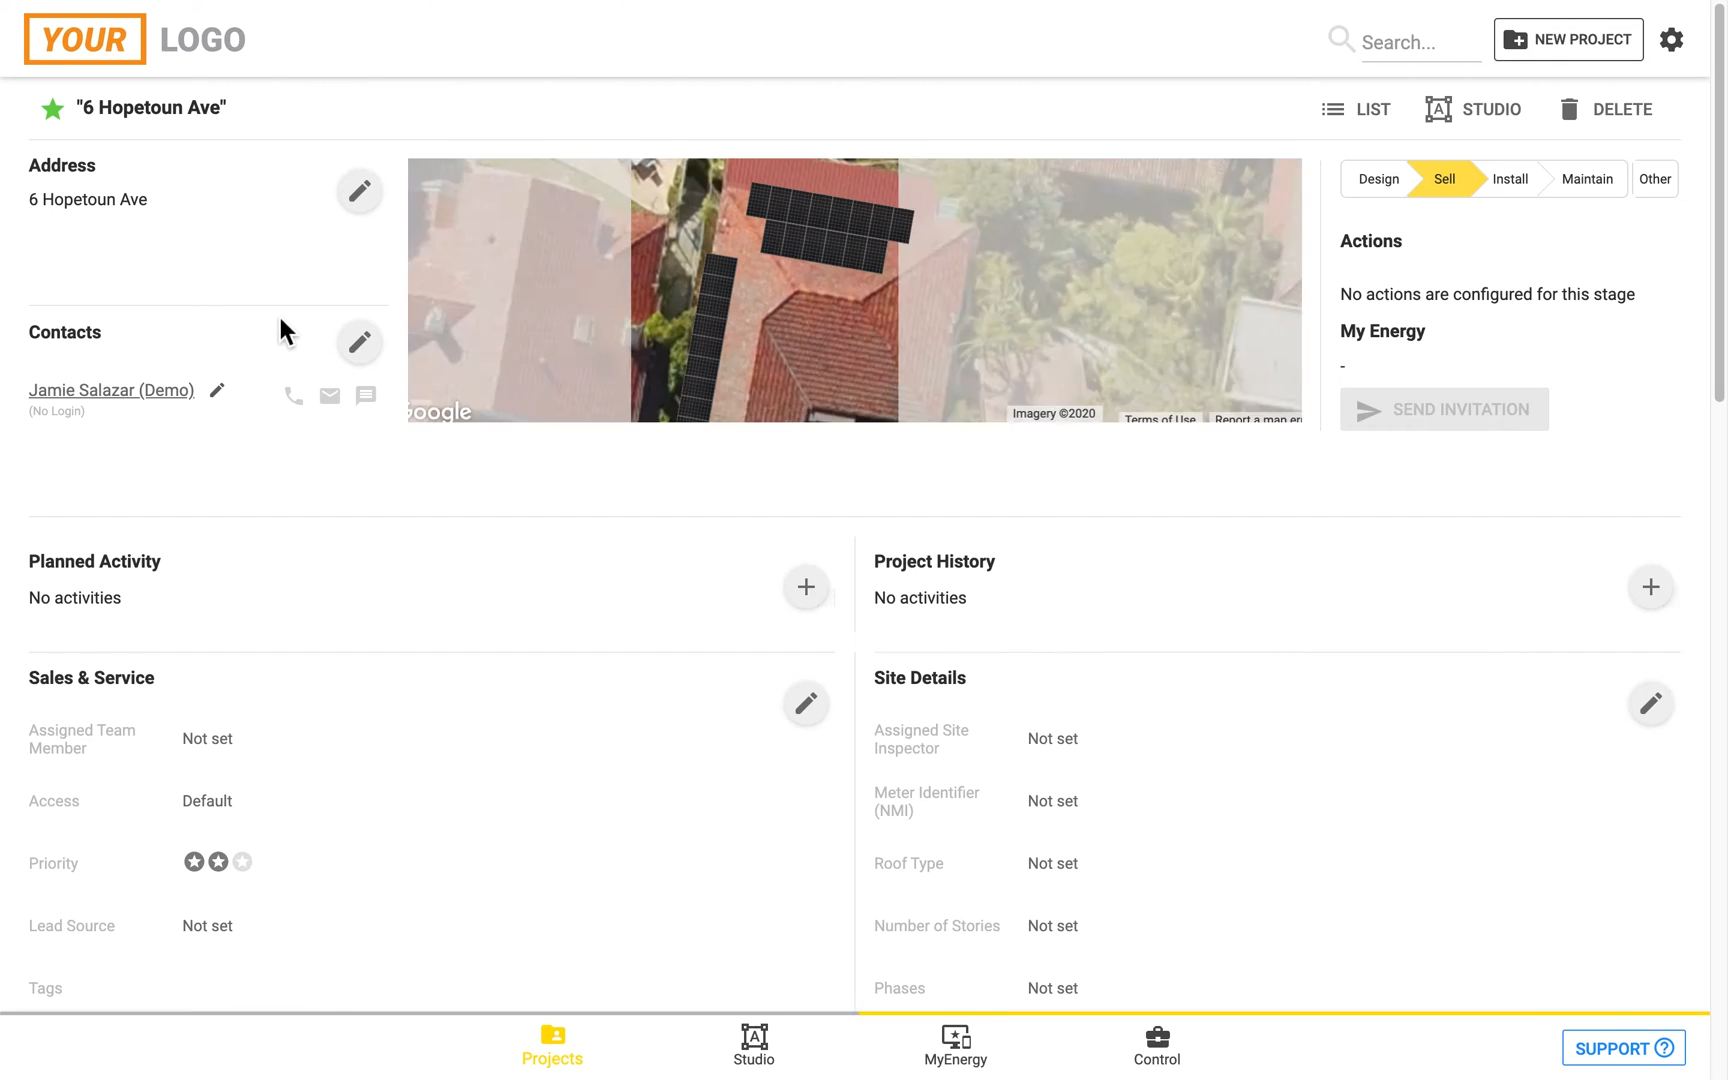 YOUR LOGO
Search...
NEW PROJECT
"6 Hopetoun Ave"
LIST
A STUDIO
DELETE
Address
6 Hopetoun Ave
Contacts
Jamie Salazar (Demo)
(No Login)
Google
Imagery ©2020
Terms of Use
Report a map er
Design
Sell
Install
Maintain
Other
Actions
No actions are configured for this stage
My Energy
-
SEND INVITATION
Planned Activity
No activities
Project History
No activities
Sales & Service
Assigned Team
Member
Not set
Access
Default
Priority
Lead Source
Not set
Tags
Site Details
Assigned Site
Inspector
Not set
Meter Identifier
(NMI)
Not set
Roof Type
Not set
Number of Stories
Not set
Phases
Not set
Projects
A
Studio
MyEnergy
Control
SUPPORT ?